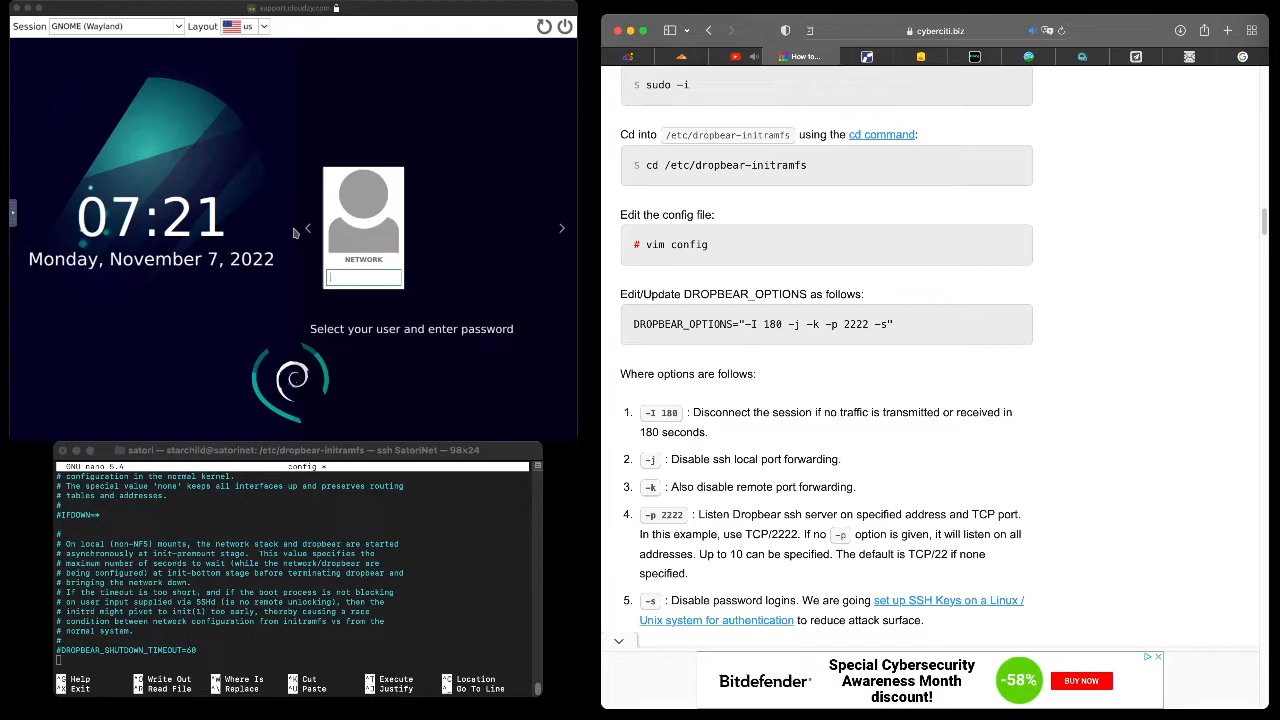 support.cloudzy.com
Session GNOME (Wayland) Layout us
07:21
Monday, November 7, 2022
NETWORK
Select your user and enter password
satori — starchild@satorinet: /etc/dropbear-initramfs — ssh SatoriNet — 98×24
GNU nano 5.4 config *
# configuration in the normal kernel.
# The special value 'none' keeps all interfaces up and preserves routing
# tables and addresses.
#
#IFDOWN=*
#
# On local (non-NFS) mounts, the network stack and dropbear are started
# asynchronously at init-premount stage.  This value specifies the
# maximum number of seconds to wait (while the network/dropbear are
# being configured) at init-bottom stage before terminating dropbear and
# bringing the network down.
# If the timeout is too short, and if the boot process is not blocking
# on user input supplied via SSHd (ie no remote unlocking), then the
# initrd might pivot to init(1) too early, thereby causing a race
# condition between network configuration from initramfs vs from the
# normal system.
#
#DROPBEAR_SHUTDOWN_TIMEOUT=60
^G Help ^O Write Out ^W Where Is ^K Cut ^T Execute ^C Location
^X Exit ^R Read File ^\ Replace ^U Paste ^J Justify ^_ Go To Line
cyberciti.biz
How to...
$ sudo -i
Cd into /etc/dropbear-initramfs using the cd command:
$ cd /etc/dropbear-initramfs
Edit the config file:
# vim config
Edit/Update DROPBEAR_OPTIONS as follows:
DROPBEAR_OPTIONS="-I 180 -j -k -p 2222 -s"
Where options are follows:
1. -I 180 : Disconnect the session if no traffic is transmitted or received in
180 seconds.
2. -j : Disable ssh local port forwarding.
3. -k : Also disable remote port forwarding.
4. -p 2222 : Listen Dropbear ssh server on specified address and TCP port.
In this example, use TCP/2222. If no -p option is given, it will listen on all
addresses. Up to 10 can be specified. The default is TCP/22 if none
specified.
5. -s : Disable password logins. We are going set up SSH Keys on a Linux /
Unix system for authentication to reduce attack surface.
Bitdefender
Special Cybersecurity
Awareness Month
discount!
-58%
BUY NOW